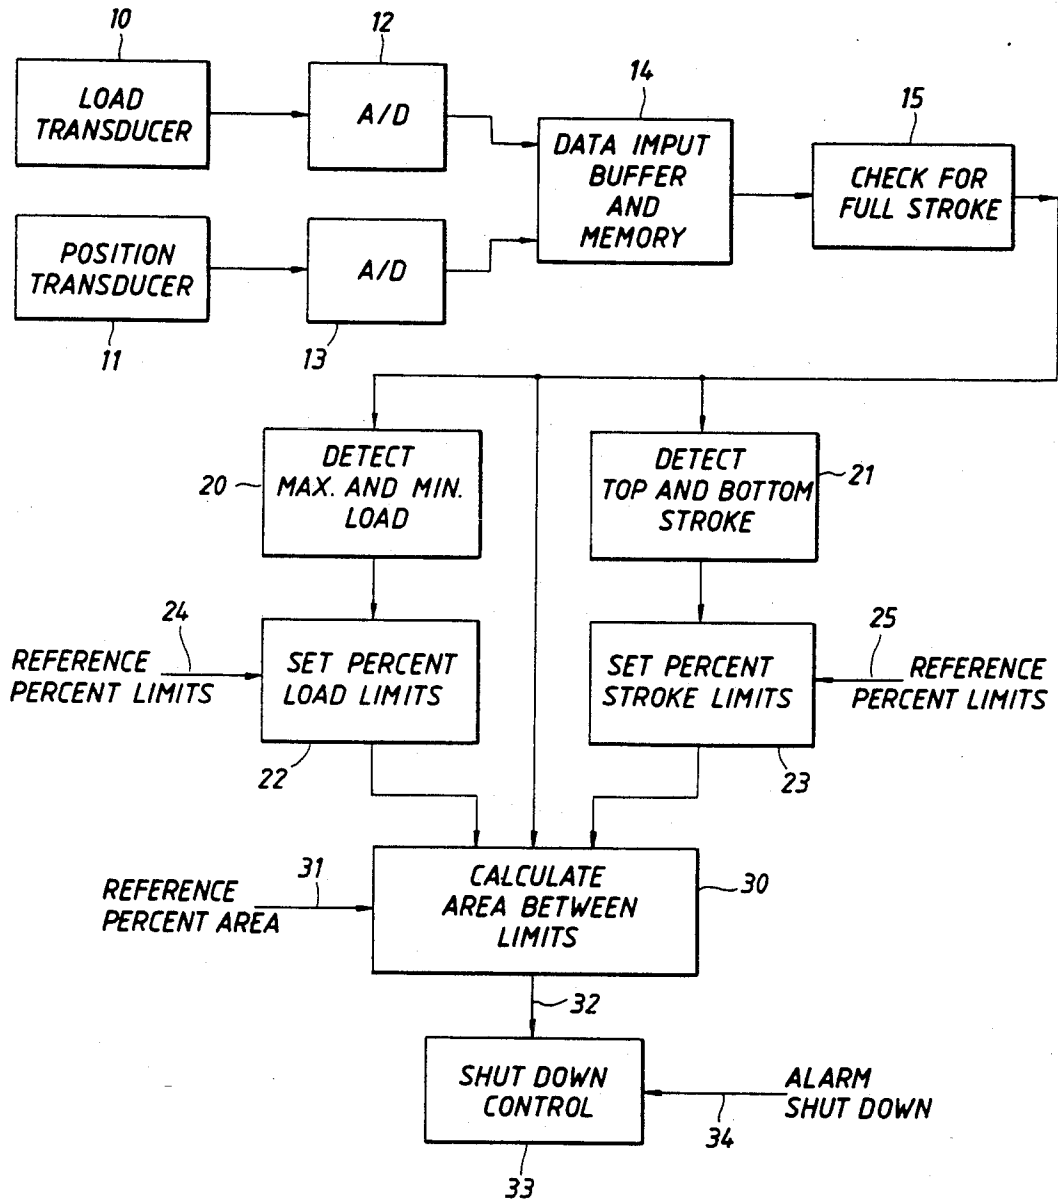 10
12
14
15
LOAD
TRANSDUCER
A/D
DATA IMPUT
BUFFER
AND
MEMORY
CHECK FOR
FULL STROKE
POSITION
TRANSDUCER
A/D
11
13
DETECT
MAX. AND MIN.
LOAD
20
DETECT
TOP AND BOTTOM
STROKE
21
24
REFERENCE
PERCENT LIMITS
SET PERCENT
LOAD LIMITS
22
SET PERCENT
STROKE LIMITS
23
25
REFERENCE
PERCENT LIMITS
31
REFERENCE
PERCENT AREA
CALCULATE
AREA BETWEEN
LIMITS
30
32
SHUT DOWN
CONTROL
33
ALARM
SHUT DOWN
34